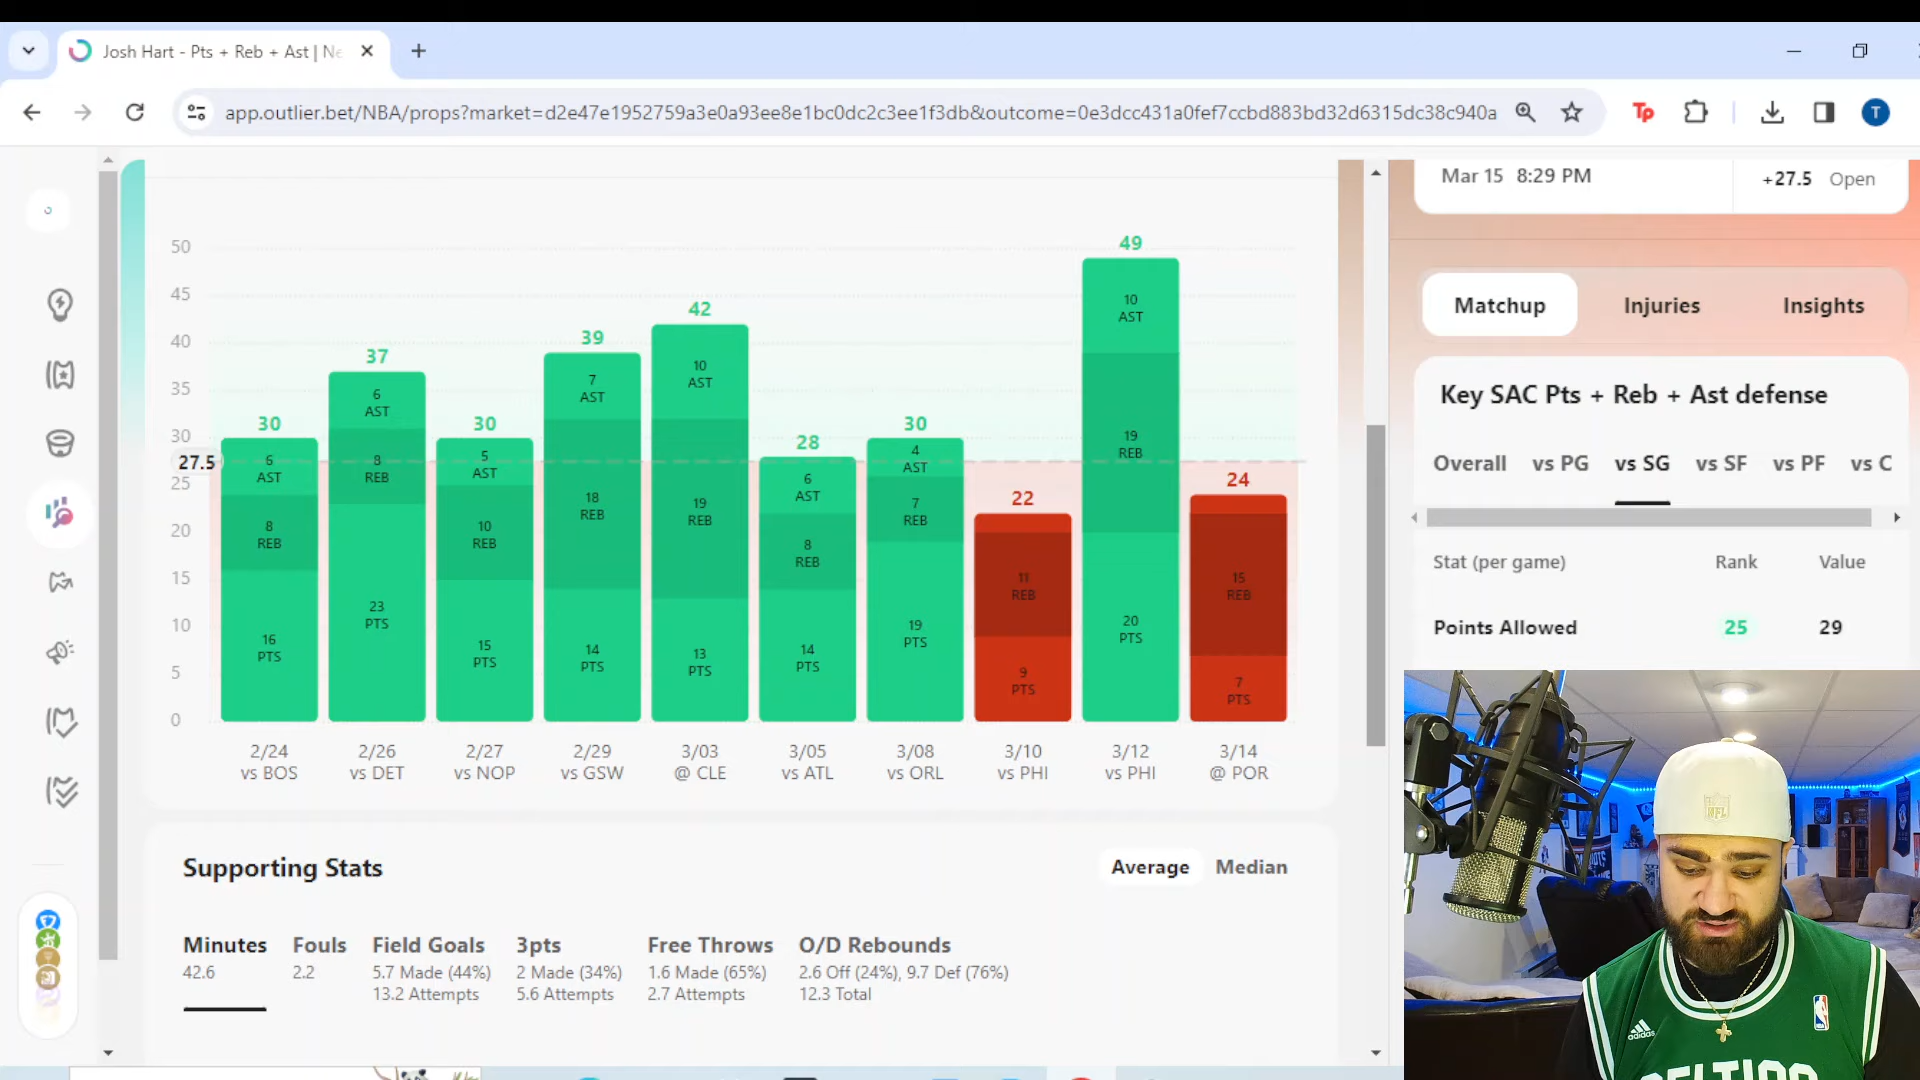 Josh Hart - Pts + Reb + Ast | Ne
app.outlier.bet/NBA/props?market=d2e47e1952759a3e0a93ee8e1bc0dc2c3ee1f3db&outcome=0e3dcc431a0fef7ccbd883bd32d6315dc38c940a
Tp
T
Mar 15 8:29 PM
+27.5 Open
Matchup Injuries Insights
Key SAC Pts + Reb + Ast defense
Overall vs PG vs SG vs SF vs PF vs C
Stat (per game) Rank Value
Points Allowed 25 29
50
45
40
35
30
27.5
25
20
15
10
5
0
30
6
AST
8
REB
16
PTS
2/24
vs BOS
37
6
AST
8
REB
23
PTS
2/26
vs DET
30
5
AST
10
REB
15
PTS
2/27
vs NOP
39
7
AST
18
REB
14
PTS
2/29
vs GSW
42
10
AST
19
REB
13
PTS
3/03
@ CLE
28
6
AST
8
REB
14
PTS
3/05
vs ATL
30
4
AST
7
REB
19
PTS
3/08
vs ORL
22
11
REB
9
PTS
3/10
vs PHI
49
10
AST
19
REB
20
PTS
3/12
vs PHI
24
15
REB
7
PTS
3/14
@ POR
Supporting Stats
Average Median
Minutes
42.6
Fouls
2.2
Field Goals
5.7 Made (44%)
13.2 Attempts
3pts
2 Made (34%)
5.6 Attempts
Free Throws
1.6 Made (65%)
2.7 Attempts
O/D Rebounds
2.6 Off (24%), 9.7 Def (76%)
12.3 Total
NFL
adidas
CELTICS